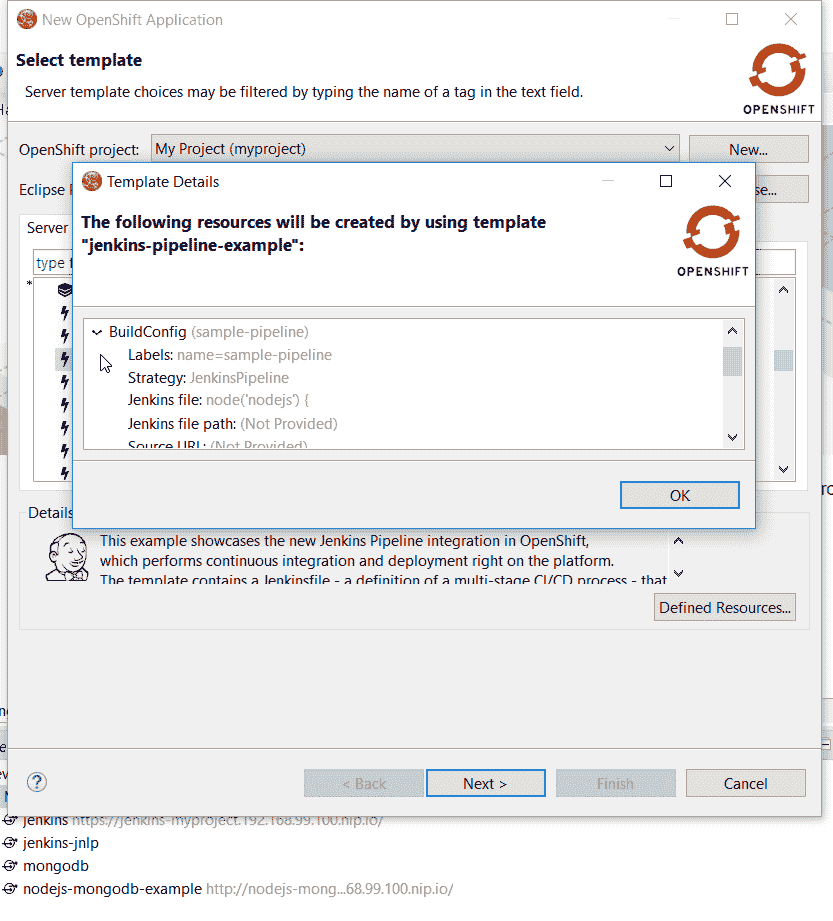 New OpenShift Application
Select template
Server template choices may be filtered by typing the name of a tag in the text field.
OPENSHIFT
OpenShift project: My Project (myproject) New...
Eclipse
Template Details
The following resources will be created by using template
"jenkins-pipeline-example":
OPENSHIFT
Server
type
*
BuildConfig (sample-pipeline)
Labels: name=sample-pipeline
Strategy: JenkinsPipeline
Jenkins file: node('nodejs') {
Jenkins file path: (Not Provided)
Source URL: (Not Provided)
OK
Details
This example showcases the new Jenkins Pipeline integration in OpenShift,
which performs continuous integration and deployment right on the platform.
The template contains a Jenkinsfile - a definition of a multi-stage CI/CD process - that
Defined Resources...
? < Back Next > Finish Cancel
jenkins https://jenkins-myproject.192.168.99.100.nip.io/
jenkins-jnlp
mongodb
nodejs-mongodb-example http://nodejs-mong...68.99.100.nip.io/